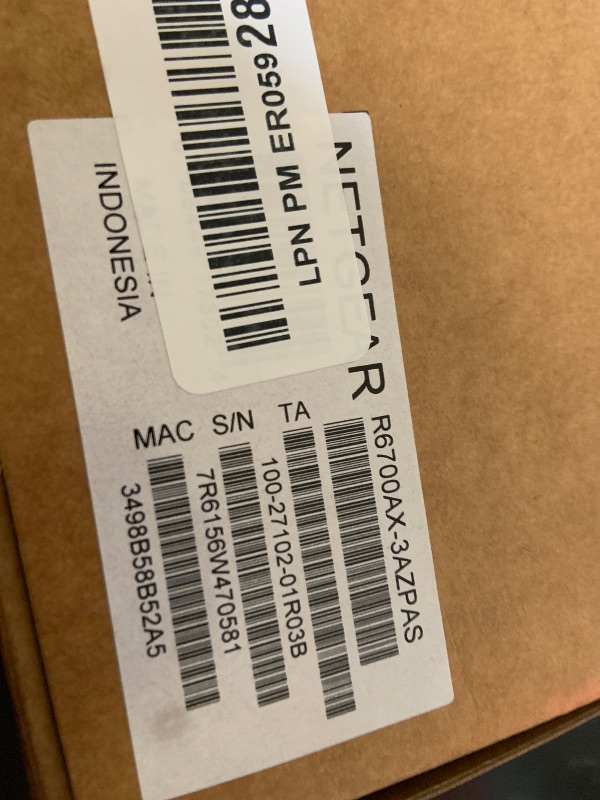 LPN PM ER05928
NETGEAR
R6700AX-3AZPAS
TA
100-27102-01R03B
S/N
7R6156W470581
MAC
3498B58B52A5
INDONESIA